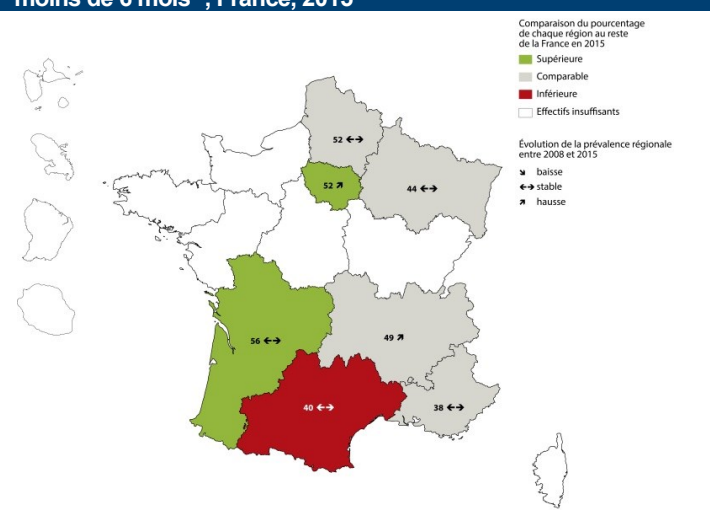 moins de 6 mois*, France, 2015
Comparaison du pourcentage
de chaque région au reste
de la France en 2015
Supérieure
Comparable
Inférieure
Effectifs insuffisants
Évolution de la prévalence régionale
entre 2008 et 2015
↘ baisse
↔ stable
↗ hausse
52 ↔
52 ↗
44 ↔
56 ↔
49 ↗
40 ↔
38 ↔